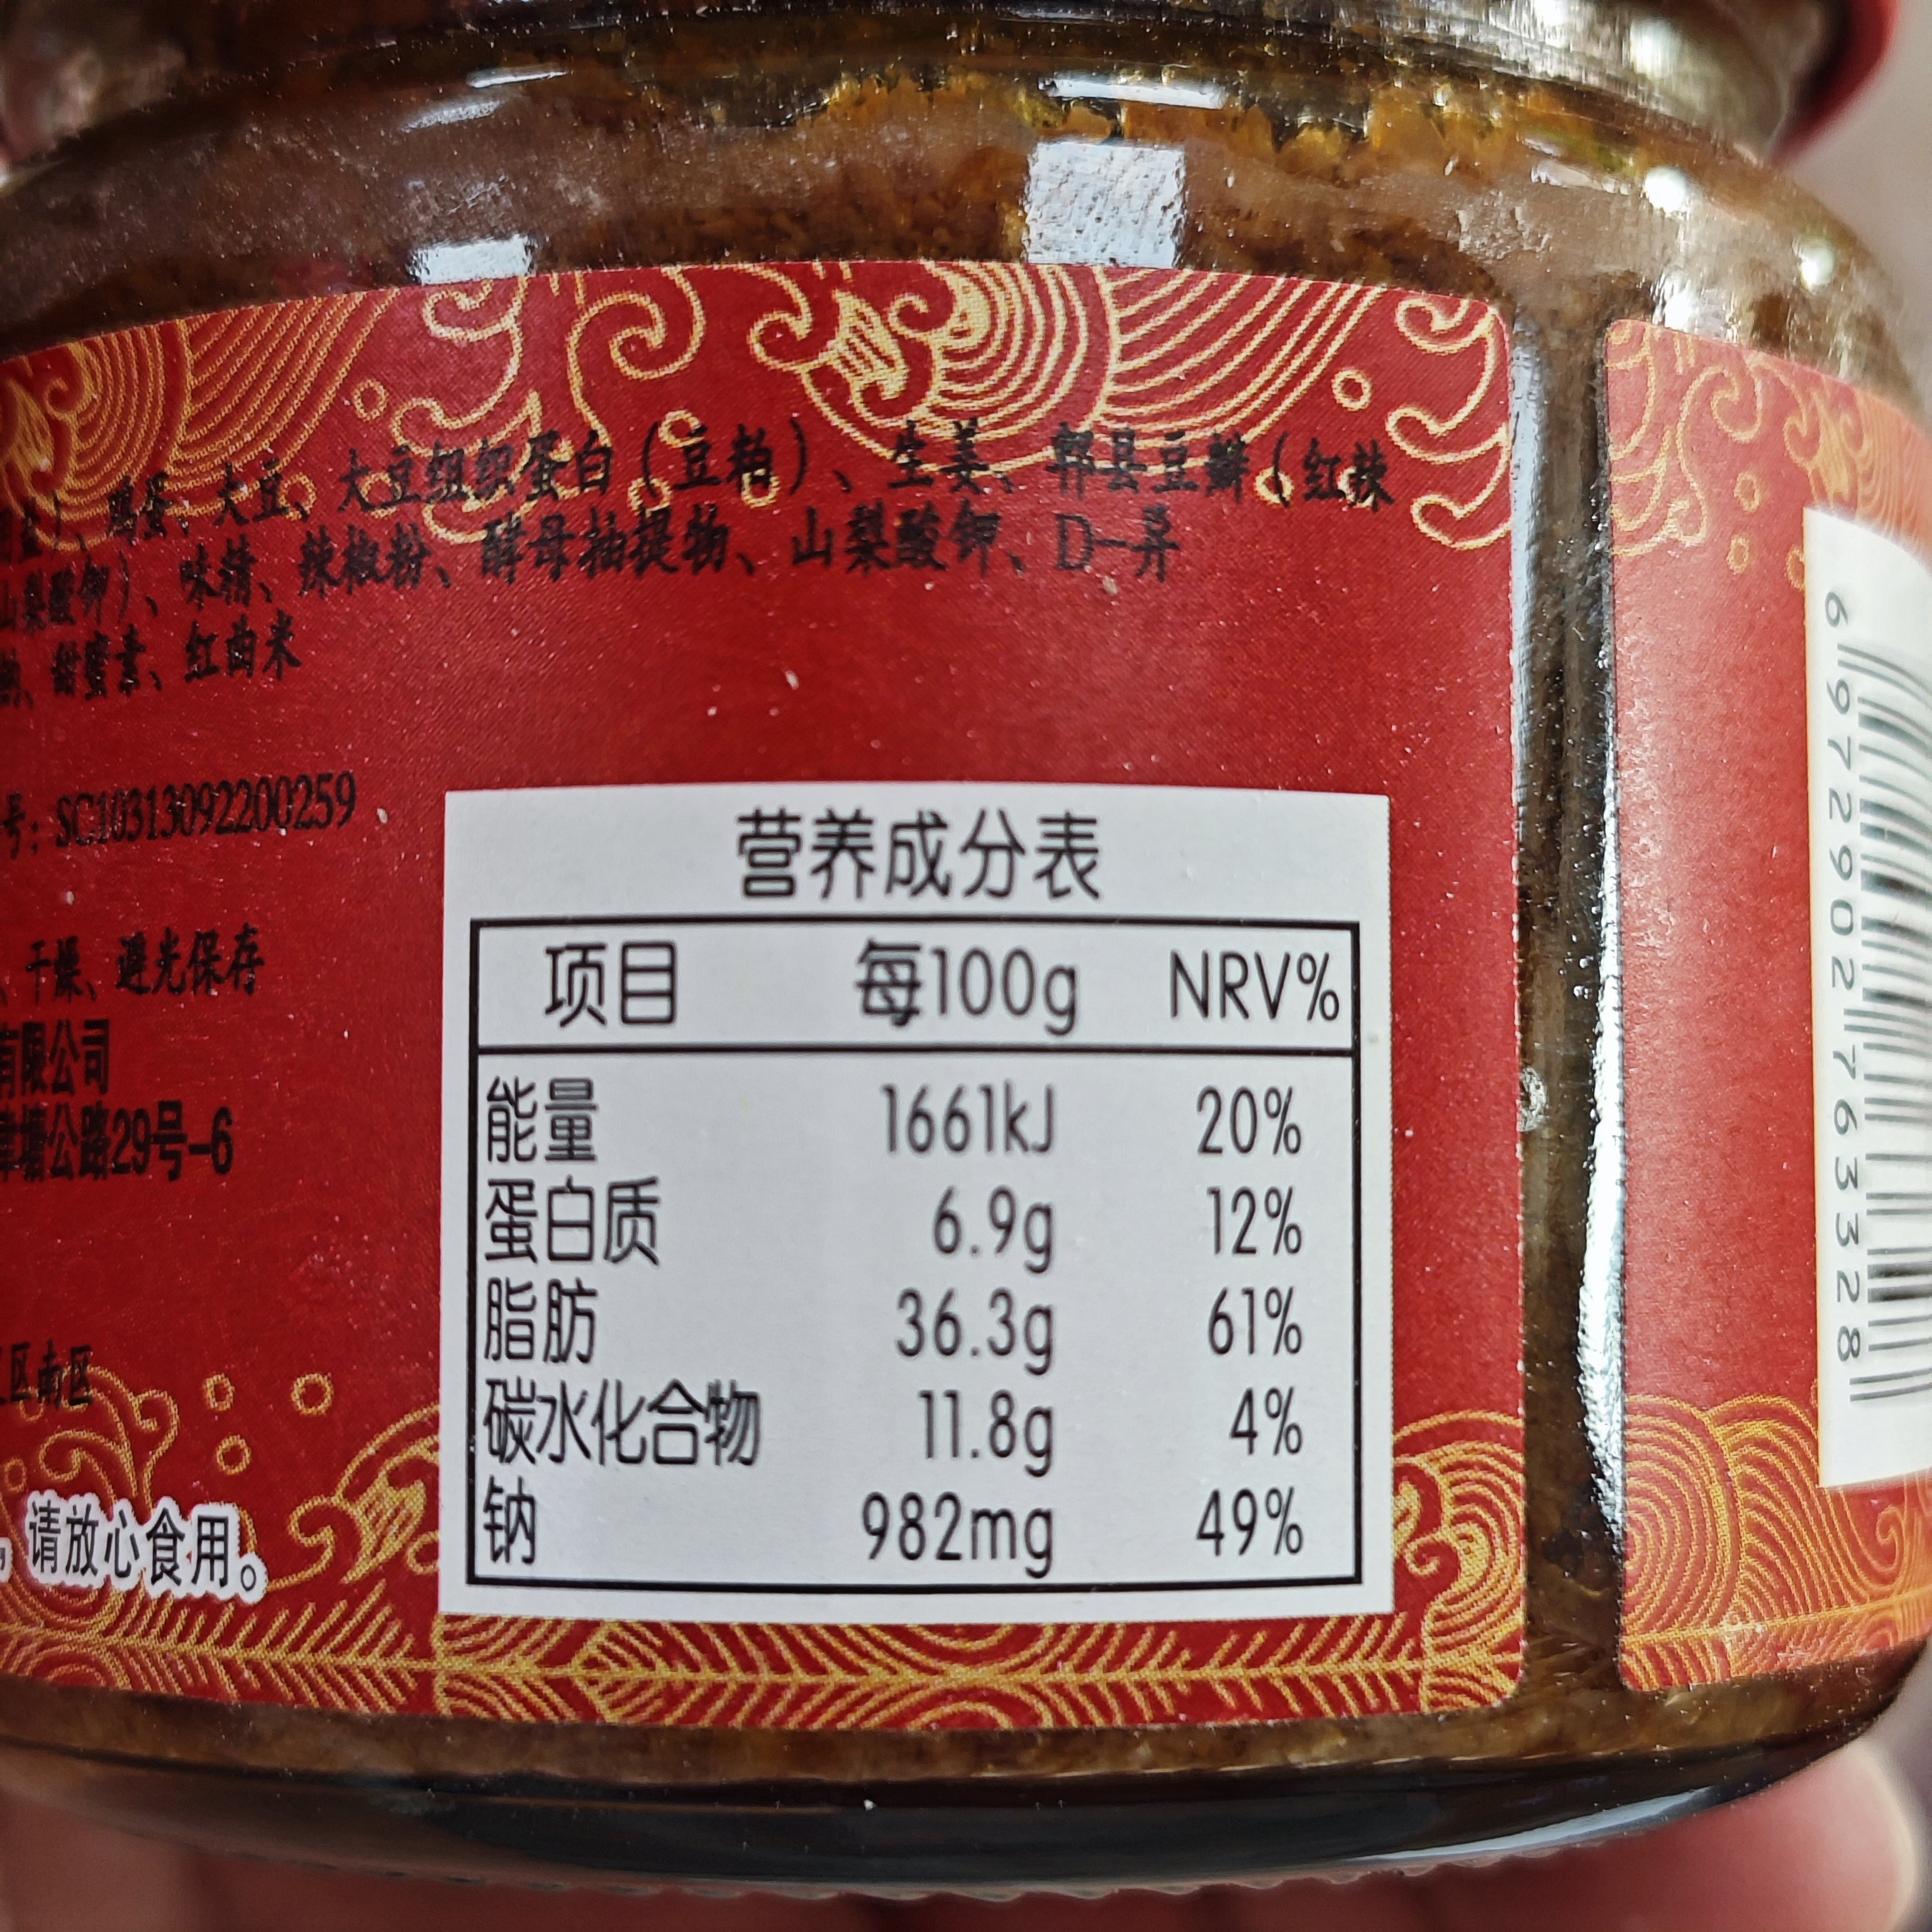 大豆、大豆组织蛋白(豆粕)、生姜、郫县豆瓣(红辣
山梨酸钾)、味精、辣椒粉、酵母抽提物、山梨酸钾、D-异
、甜蜜素、红曲米
号: SC10313092200259
、干燥、避光保存
有限公司
津塘公路29号-6
区南区
请放心食用。
营养成分表
项目 每100g NRV%
能量 1661kJ 20%
蛋白质 6.9g 12%
脂肪 36.3g 61%
碳水化合物 11.8g 4%
钠 982mg 49%
6972902763328